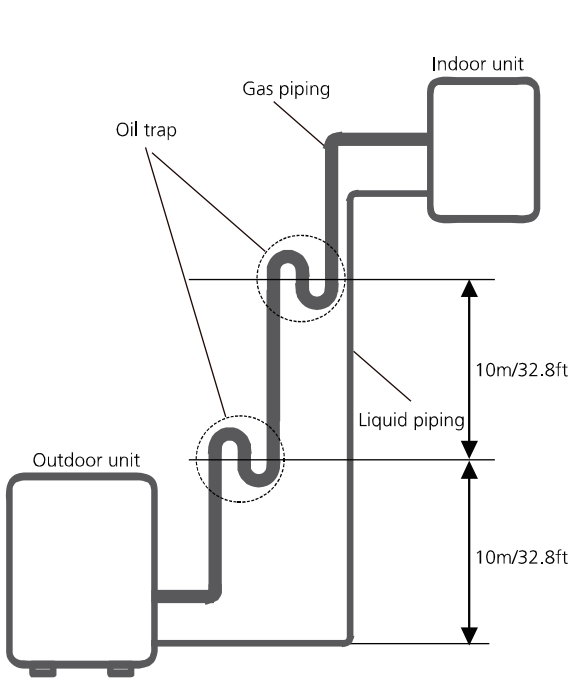 Indoor unit
Gas piping
Oil trap
10m/32.8ft
Liquid piping
Outdoor unit
10m/32.8ft